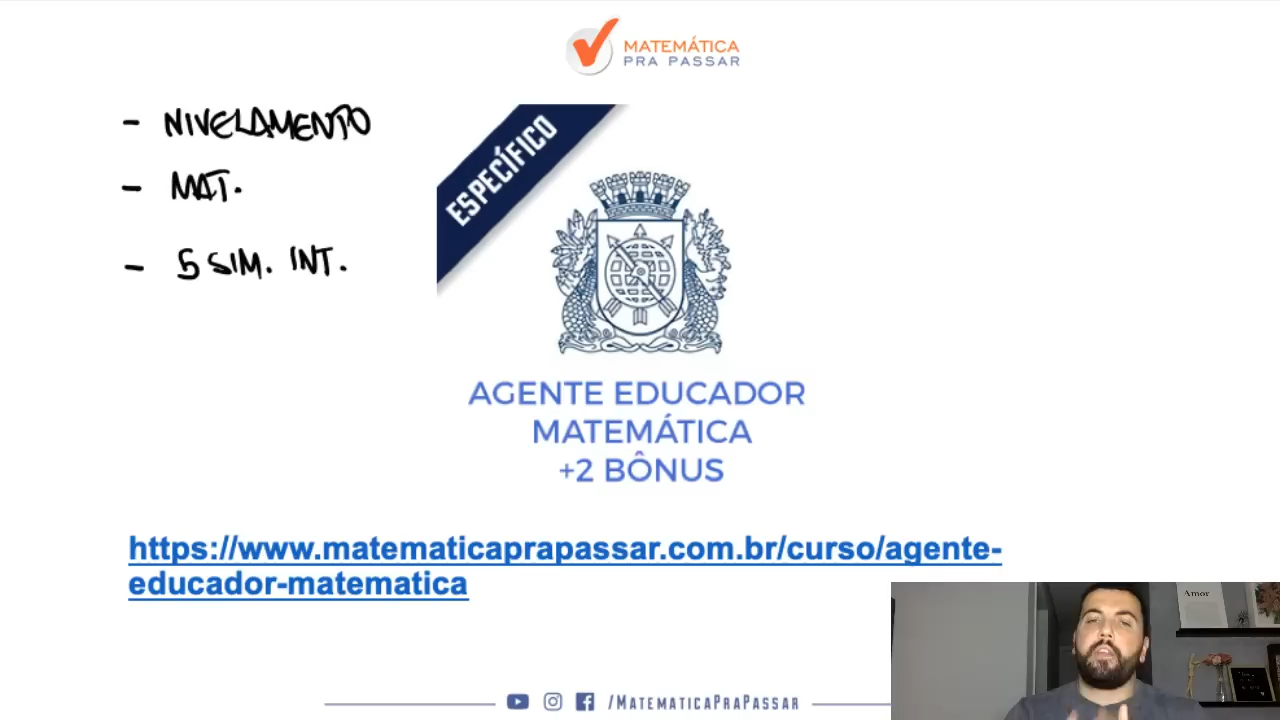 MATEMÁTICA
PRA PASSAR
- NIVELAMENTO
- MAT.
- 5 SIM. INT.
ESPECÍFICO
AGENTE EDUCADOR
MATEMÁTICA
+2 BÔNUS
https://www.matematicaprapassar.com.br/curso/agente-
educador-matematica
Amor
/MATEMATICAPRAPASSAR